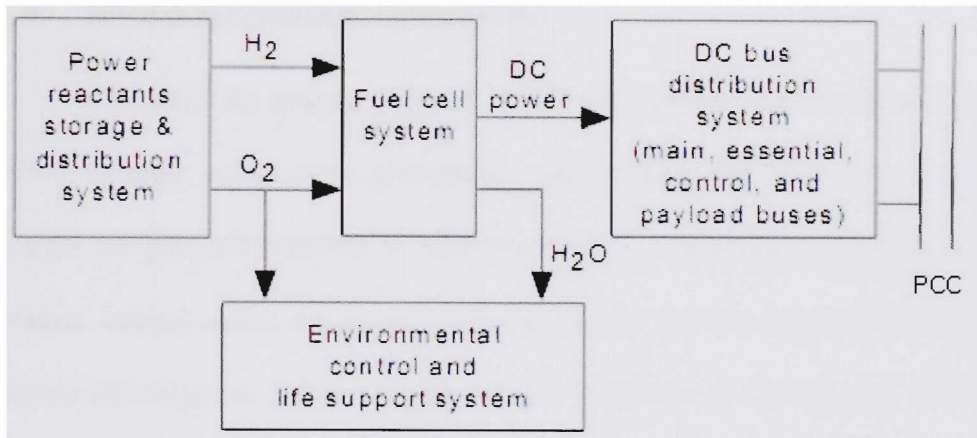 Power
reactants
storage &
distribution
system
H2
O2
Fuel cell
system
DC
power
H2O
DC bus
distribution
system
(main, essential,
control, and
payload buses)
PCC
Environmental
control and
life support system